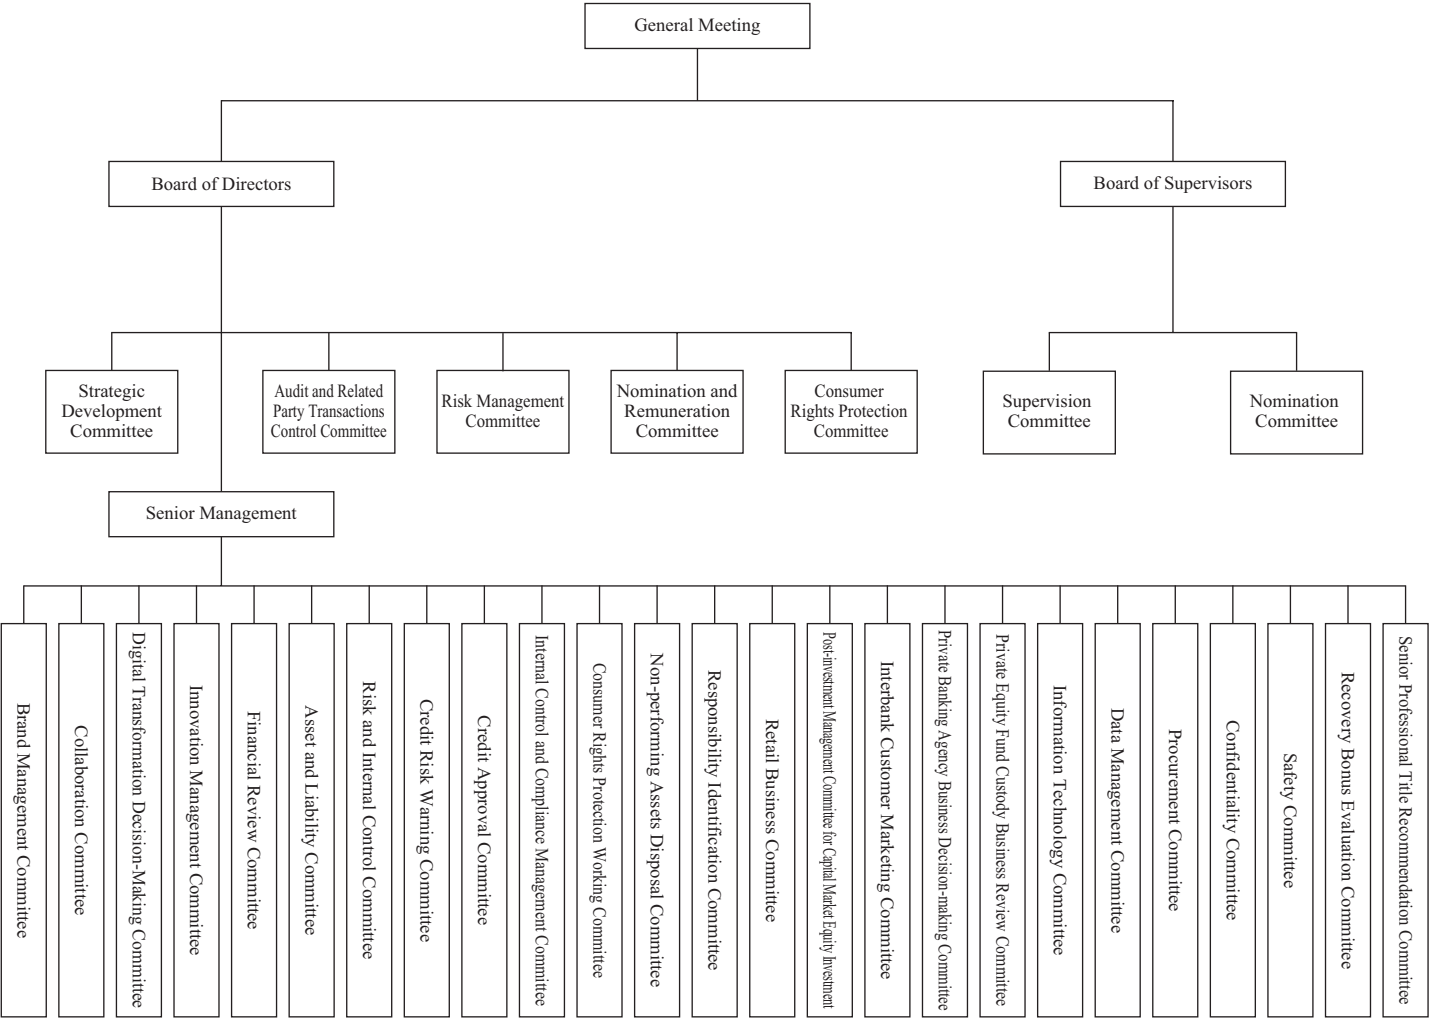 General Meeting
Board of Directors
Board of Supervisors
Strategic
Development
Committee
Audit and Related
Party Transactions
Control Committee
Risk Management
Committee
Nomination and
Remuneration
Committee
Consumer
Rights Protection
Committee
Supervision
Committee
Nomination
Committee
Senior Management
Brand Management Committee
Collaboration Committee
Digital Transformation Decision-Making Committee
Innovation Management Committee
Financial Review Committee
Asset and Liability Committee
Risk and Internal Control Committee
Credit Risk Warning Committee
Credit Approval Committee
Internal Control and Compliance Management Committee
Consumer Rights Protection Working Committee
Non-performing Assets Disposal Committee
Responsibility Identification Committee
Retail Business Committee
Post-investment Management Committee for Capital Market Equity Investment
Interbank Customer Marketing Committee
Private Banking Agency Business Decision-making Committee
Private Equity Fund Custody Business Review Committee
Information Technology Committee
Data Management Committee
Procurement Committee
Confidentiality Committee
Safety Committee
Recovery Bonus Evaluation Committee
Senior Professional Title Recommendation Committee